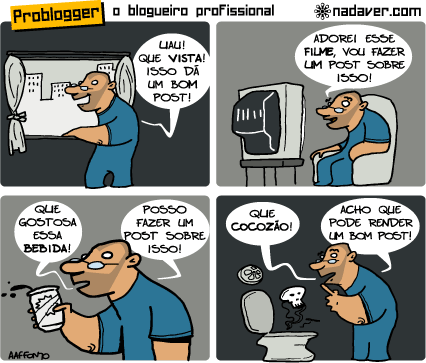 Problogger o blogueiro profissional nadaver.com
UAU!
QUE VISTA!
ISSO DÁ
UM BOM
POST!
ADOREI ESSE
FILME, VOU FAZER
UM POST SOBRE
ISSO!
QUE
GOSTOSA
ESSA
BEBIDA!
POSSO
FAZER UM
POST SOBRE
ISSO!
AAFFONSO
QUE
COCOZÃO!
ACHO QUE
PODE RENDER
UM BOM POST!